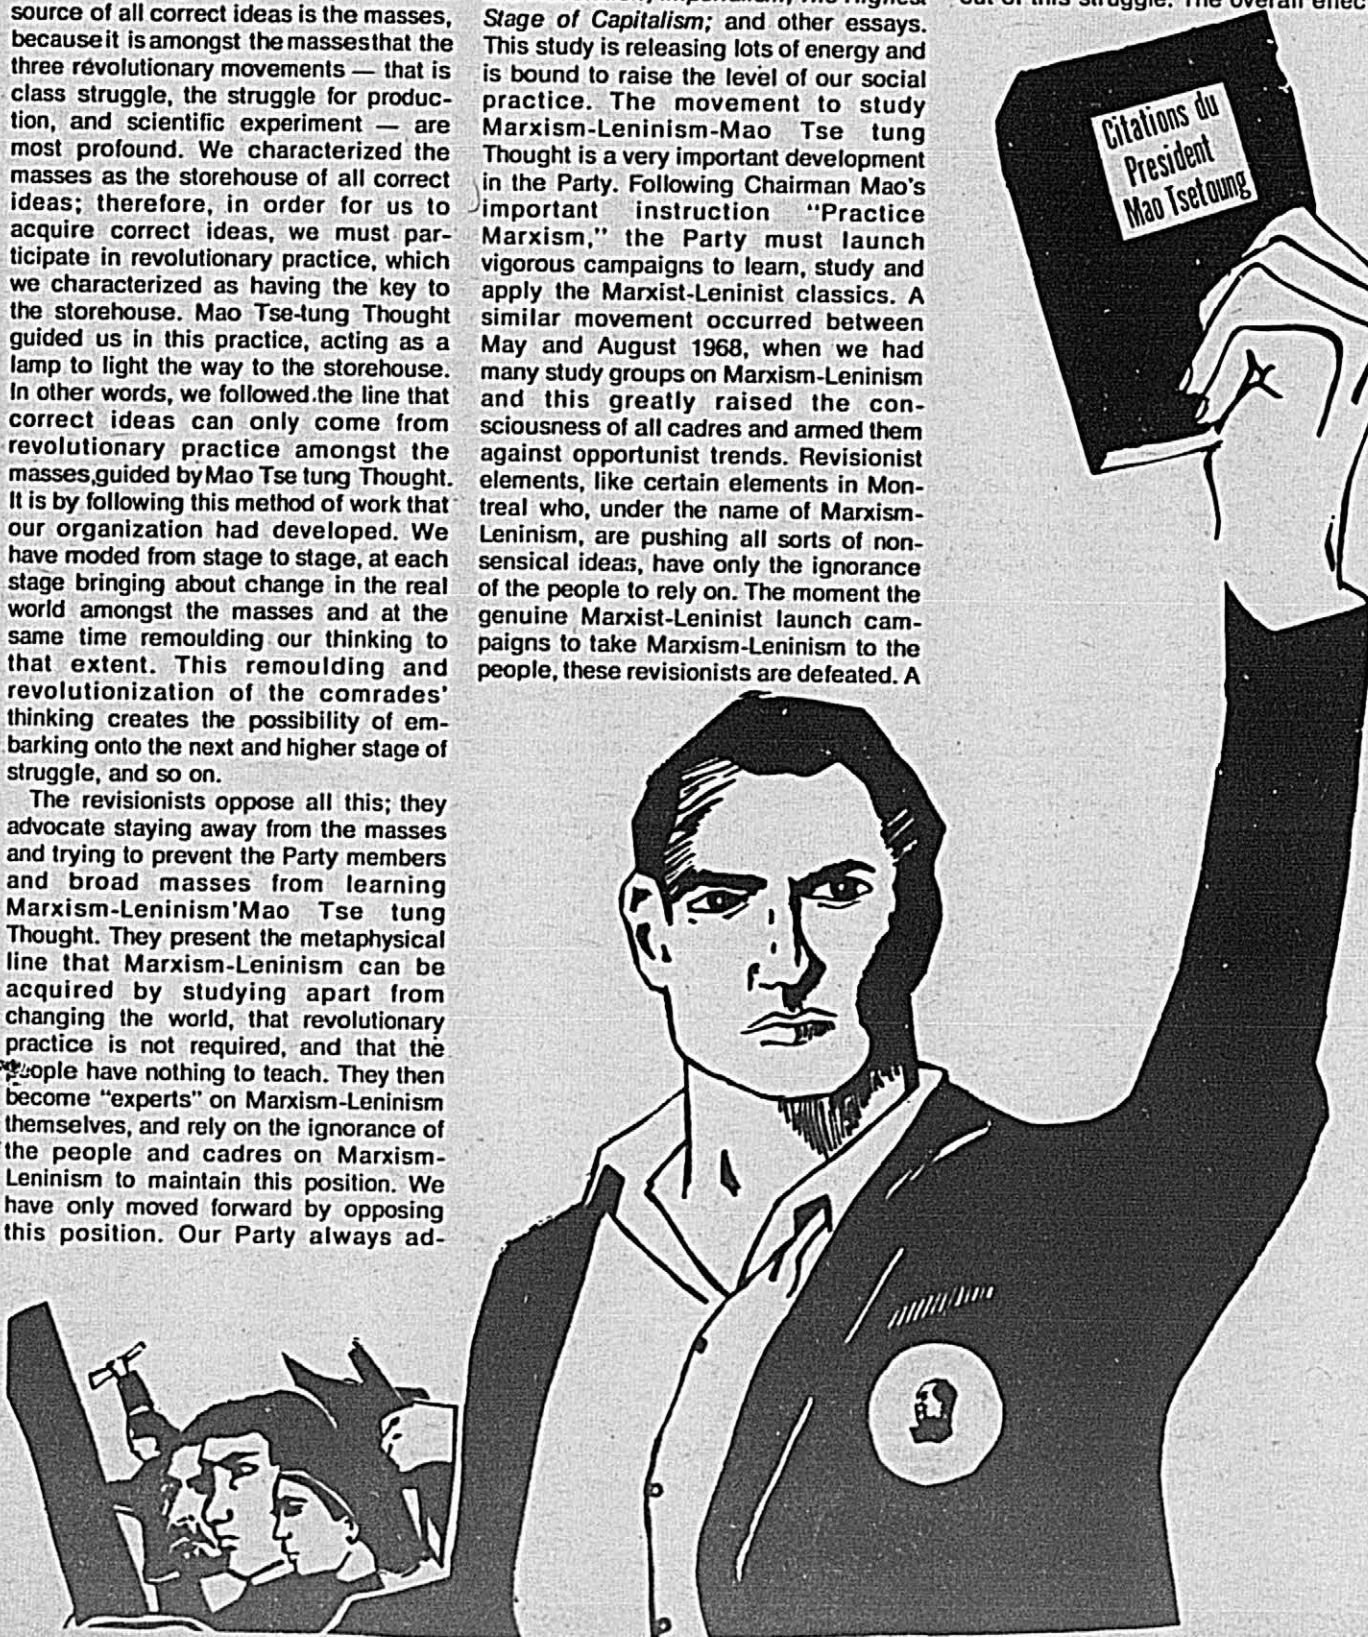 source of all correct ideas is the masses,
because it is amongst the masses that the
three révolutionary movements — that is
class struggle, the struggle for produc-
tion, and scientific experiment — are
most profound. We characterized the
masses as the storehouse of all correct
ideas; therefore, in order for us to
acquire correct ideas, we must par-
ticipate in revolutionary practice, which
we characterized as having the key to
the storehouse. Mao Tse-tung Thought
guided us in this practice, acting as a
lamp to light the way to the storehouse.
In other words, we followed the line that
correct ideas can only come from
revolutionary practice amongst the
masses,guided by Mao Tse tung Thought.
It is by following this method of work that
our organization had developed. We
have moded from stage to stage, at each
stage bringing about change in the real
world amongst the masses and at the
same time remoulding our thinking to
that extent. This remoulding and
revolutionization of the comrades'
thinking creates the possibility of em-
barking onto the next and higher stage of
struggle, and so on.
The revisionists oppose all this; they
advocate staying away from the masses
and trying to prevent the Party members
and broad masses from learning
Marxism-Leninism'Mao Tse tung
Thought. They present the metaphysical
line that Marxism-Leninism can be
acquired by studying apart from
changing the world, that revolutionary
practice is not required, and that the
people have nothing to teach. They then
become "experts" on Marxism-Leninism
themselves, and rely on the ignorance of
the people and cadres on Marxism-
Leninism to maintain this position. We
have only moved forward by opposing
this position. Our Party always ad-
Stage of Capitalism; and other essays.
This study is releasing lots of energy and
is bound to raise the level of our social
practice. The movement to study
Marxism-Leninism-Mao Tse tung
Thought is a very important development
in the Party. Following Chairman Mao's
important instruction "Practice
Marxism," the Party must launch
vigorous campaigns to learn, study and
apply the Marxist-Leninist classics. A
similar movement occurred between
May and August 1968, when we had
many study groups on Marxism-Leninism
and this greatly raised the con-
sciousness of all cadres and armed them
against opportunist trends. Revisionist
elements, like certain elements in Mon-
treal who, under the name of Marxism-
Leninism, are pushing all sorts of non-
sensical ideas, have only the ignorance
of the people to rely on. The moment the
genuine Marxist-Leninist launch cam-
paigns to take Marxism-Leninism to the
people, these revisionists are defeated. A
Citations du
President
Mao Tsetoung